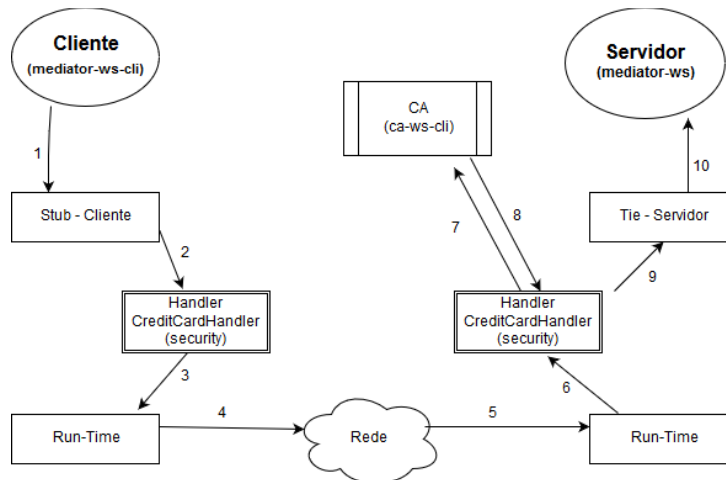 Cliente
(mediator-ws-cli)
Servidor
(mediator-ws)
CA
(ca-ws-cli)
1
7
8
10
Stub - Cliente
Tie - Servidor
2
9
Handler
CreditCardHandler
(security)
Handler
CreditCardHandler
(security)
3
6
4
5
Run-Time
Rede
Run-Time